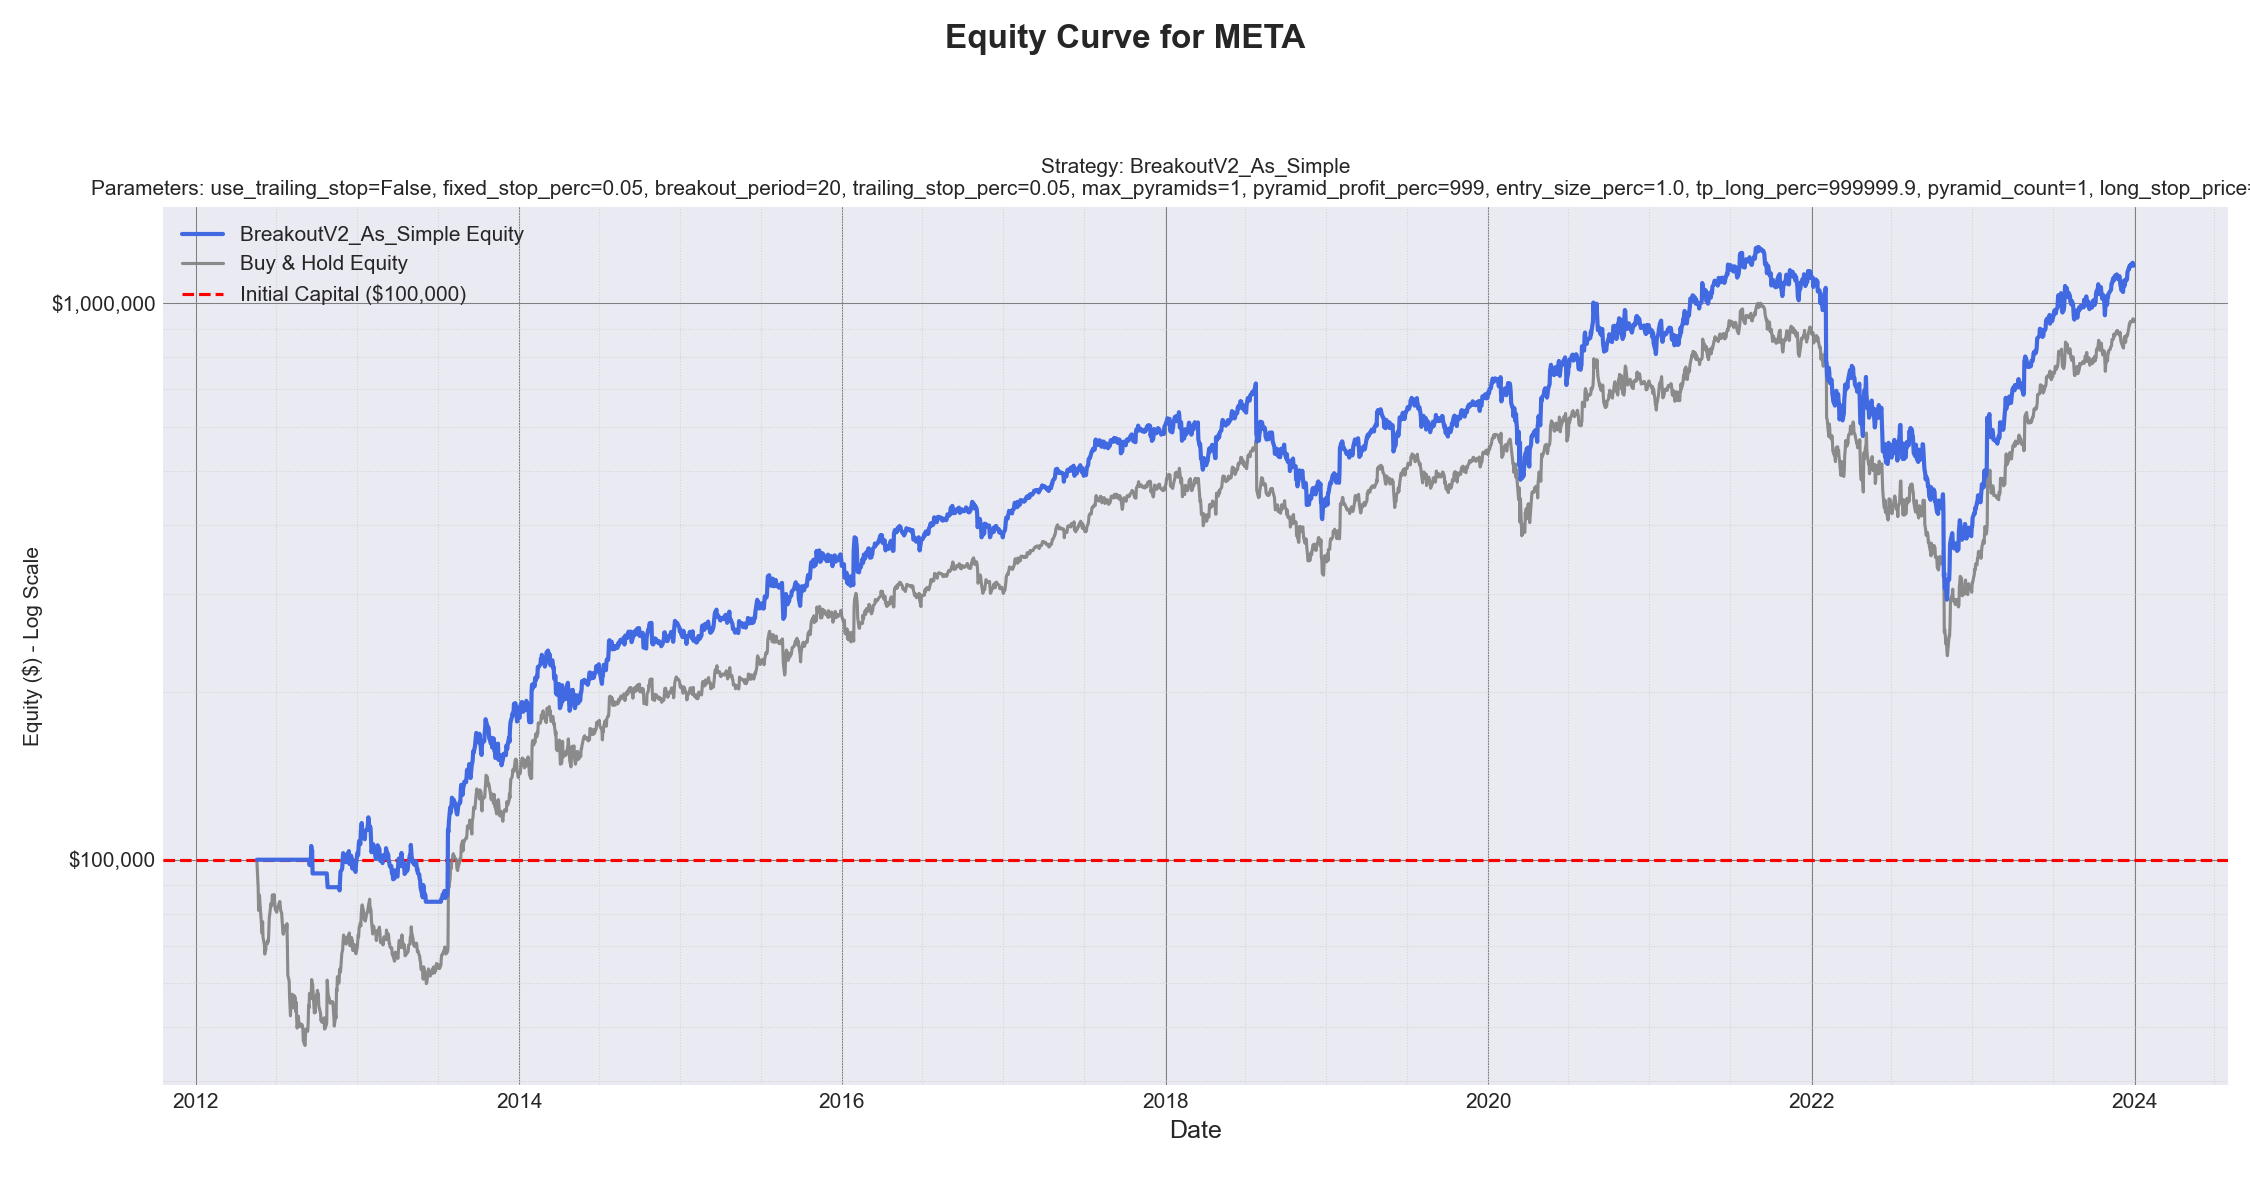 Equity Curve for META
Strategy: BreakoutV2_As_Simple
Parameters: use_trailing_stop=False, fixed_stop_perc=0.05, breakout_period=20, trailing_stop_perc=0.05, max_pyramids=1, pyramid_profit_perc=999, entry_size_perc=1.0, tp_long_perc=999999.9, pyramid_count=1, long_stop_price=
BreakoutV2_As_Simple Equity
Buy & Hold Equity
Initial Capital ($100,000)
$1,000,000
$100,000
Equity ($) - Log Scale
2012
2014
2016
2018
2020
2022
2024
Date